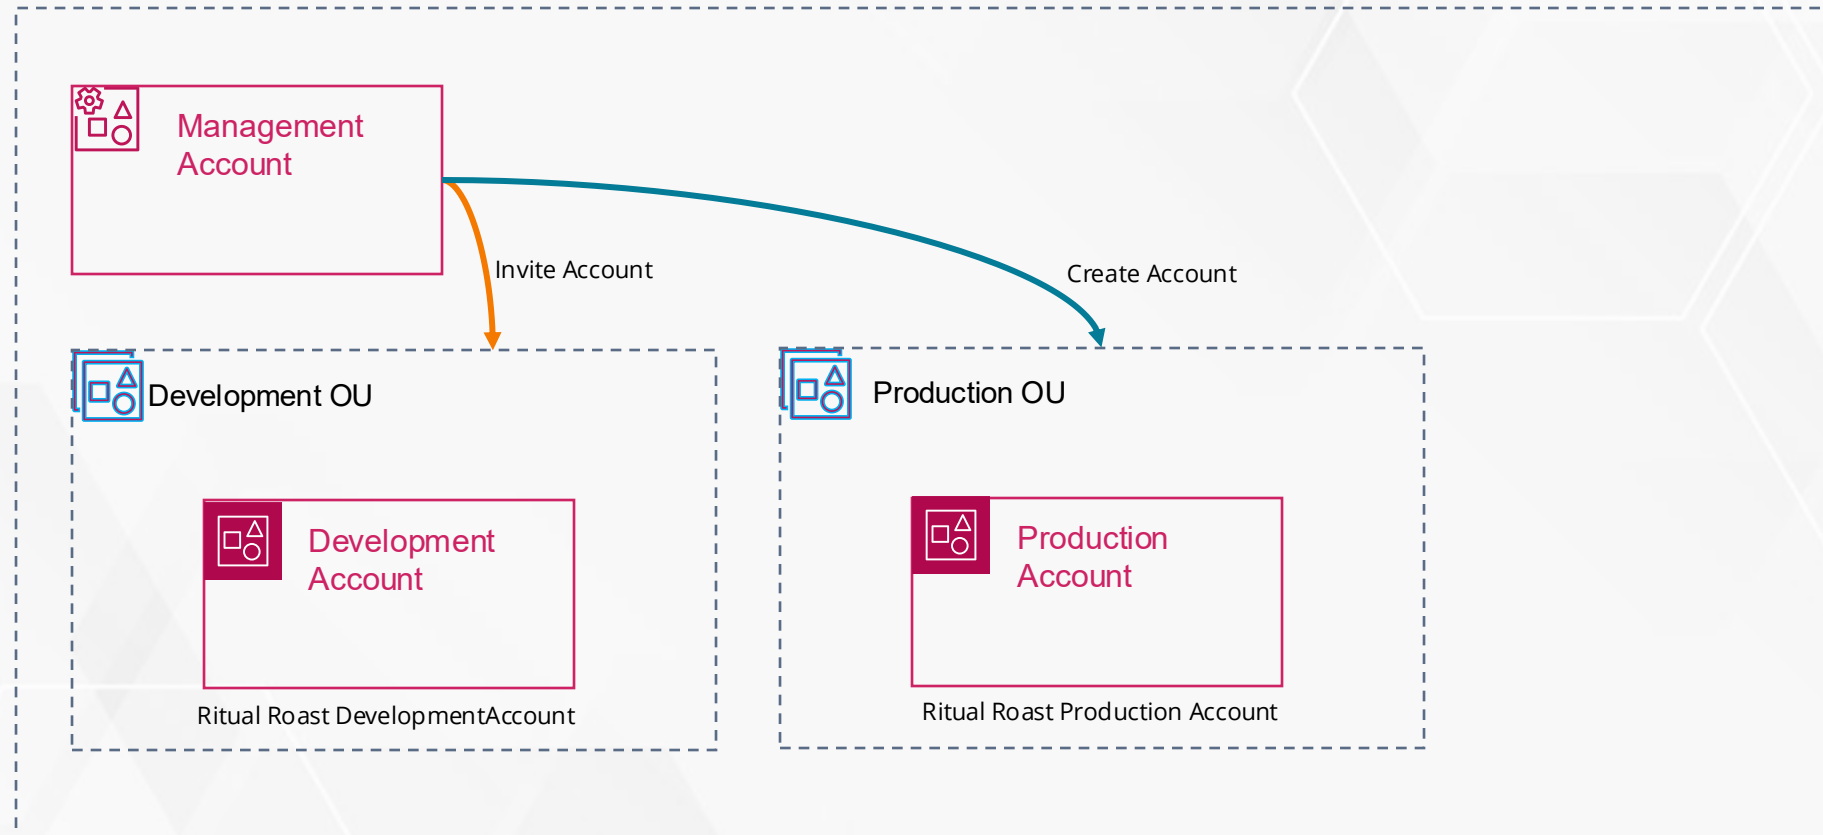 Management
Account
Invite Account
Create Account
Development OU
Production OU
Development
Account
Production
Account
Ritual Roast DevelopmentAccount
Ritual Roast Production Account